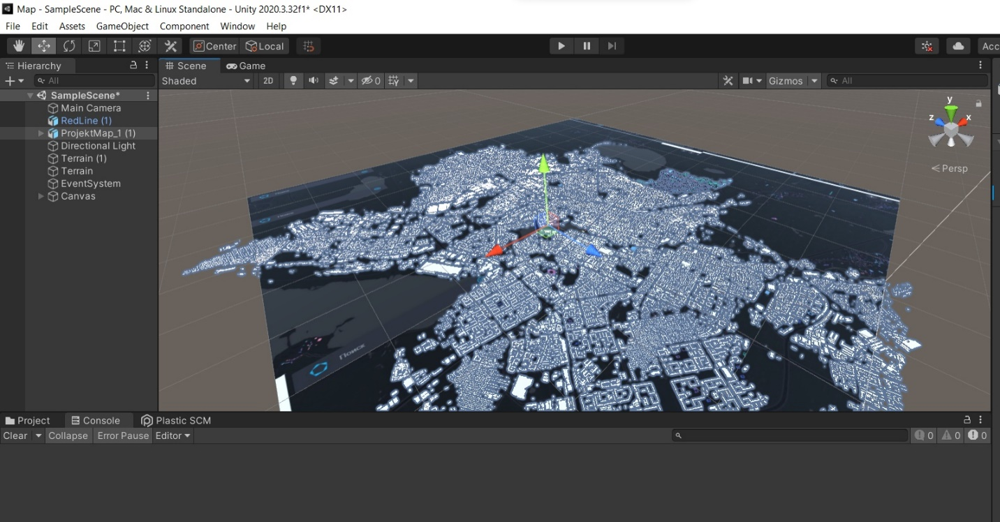 Map - SampleScene - PC, Mac & Linux Standalone - Unity 2020.3.32f1* <DX11>
File Edit Assets GameObject Component Window Help
Center Local Acc
Hierarchy
All
SampleScene*
Main Camera
RedLine (1)
ProjektMap_1 (1)
Directional Light
Terrain (1)
Terrain
EventSystem
Canvas
Scene Game
Shaded 2D 0 Gizmos All
y
z x
Persp
Поиск
Project Console Plastic SCM
Clear Collapse Error Pause Editor 0 0 0